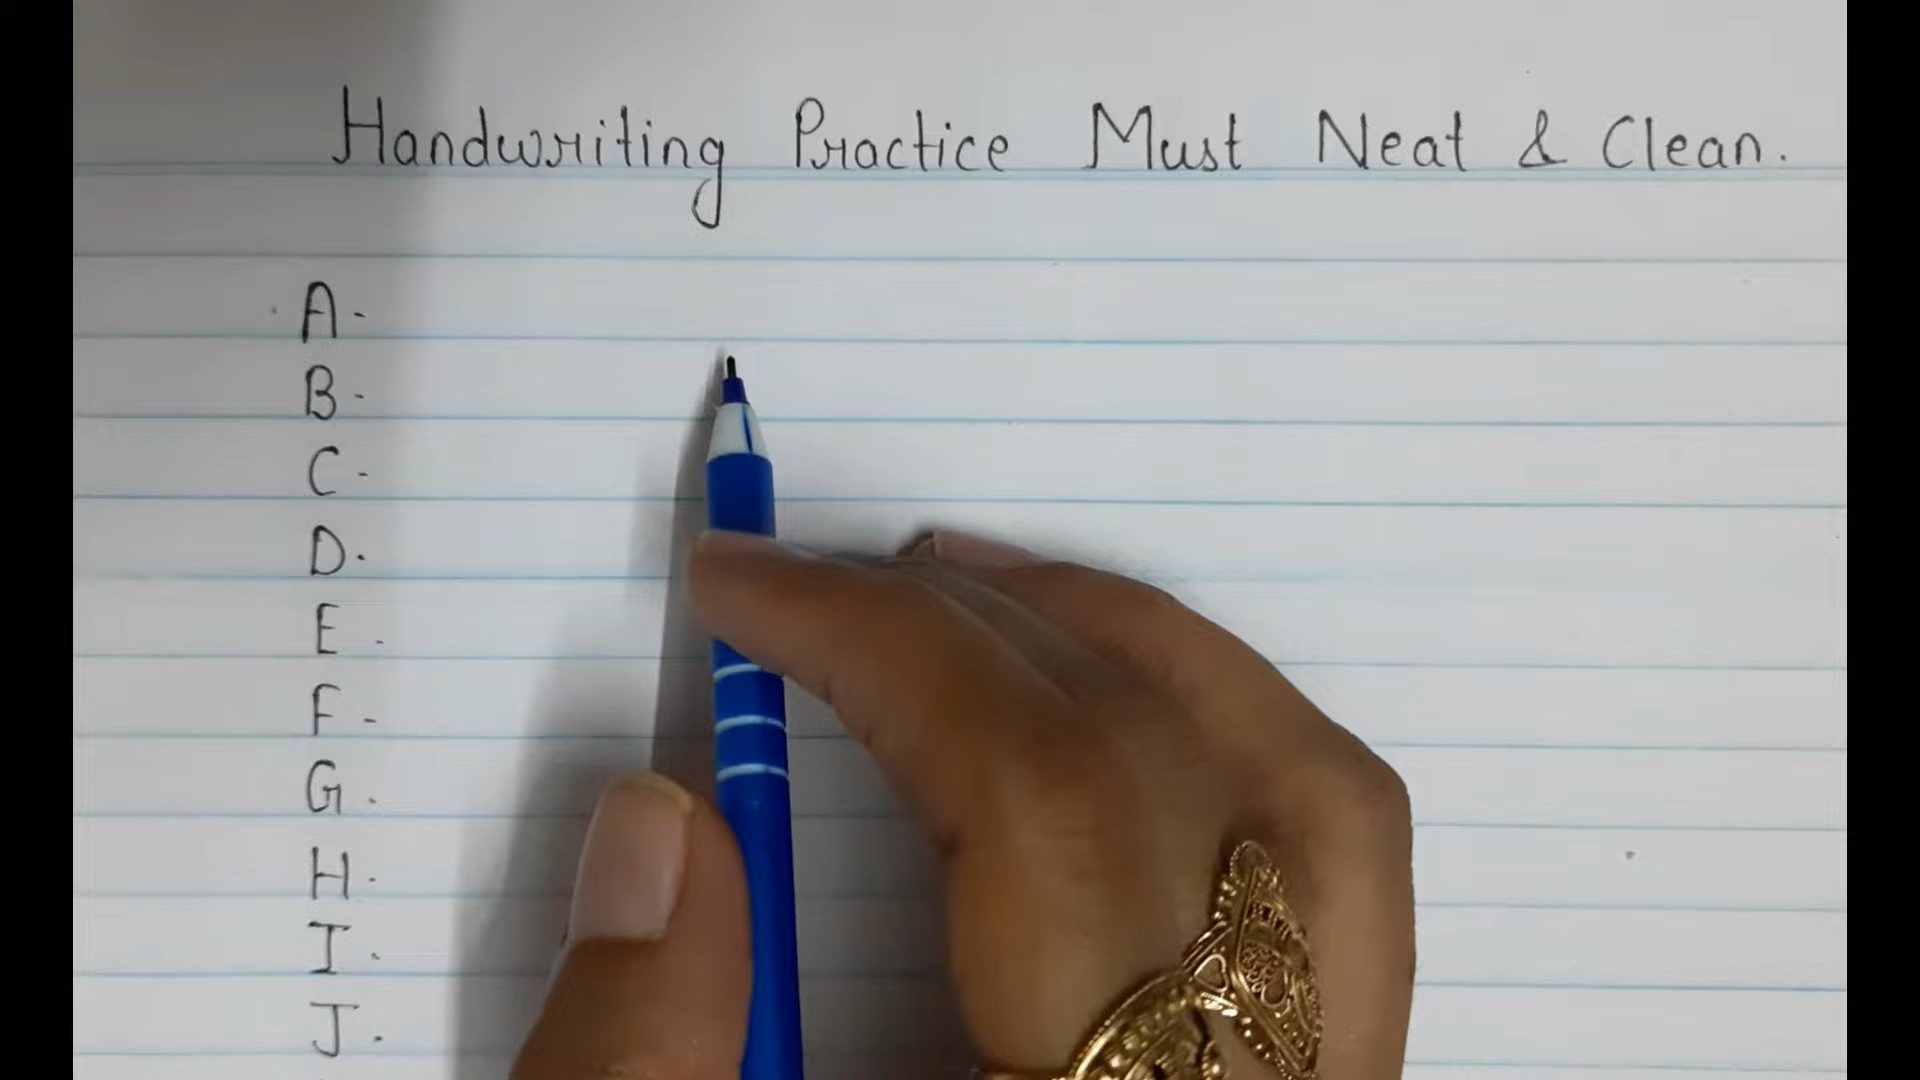 Handwriting Practice Must Neat & Clean.
A -
B -
C -
D -
E -
F -
G -
H -
I -
J -